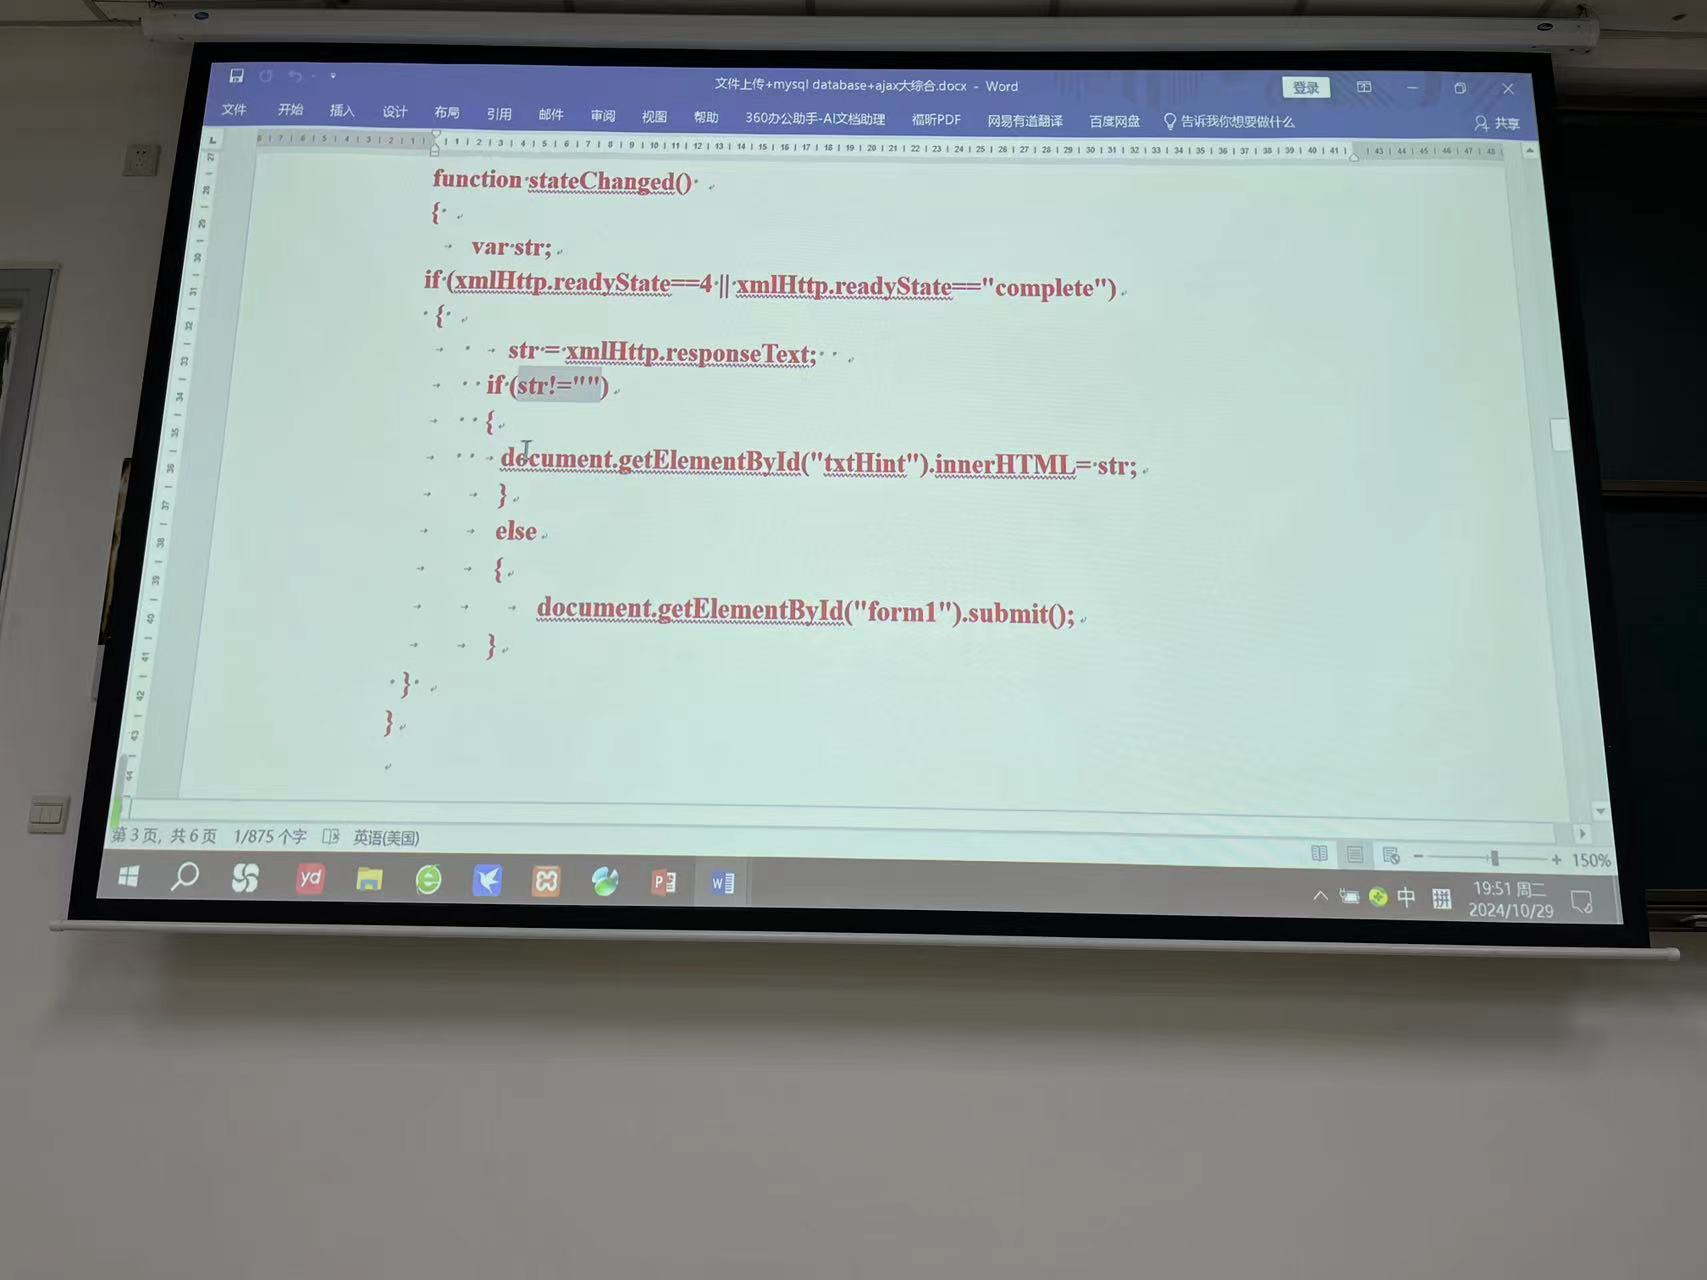 文件上传+mysql database+ajax大综合.docx - Word
登录
文件 开始 插入 设计 布局 引用 邮件 审阅 视图 帮助 360办公助手-AI文档助理 福昕PDF 网易有道翻译 百度网盘 告诉我你想要做什么 共享
function stateChanged()
{
var str;
if (xmlHttp.readyState==4 || xmlHttp.readyState=="complete")
{
str = xmlHttp.responseText;
if (str!="")
{
document.getElementById("txtHint").innerHTML= str;
}
else
{
document.getElementById("form1").submit();
}
}
}
第 3 页, 共 6 页 1/875 个字 英语(美国) 150%
yd
中 拼 19:51 周二
2024/10/29